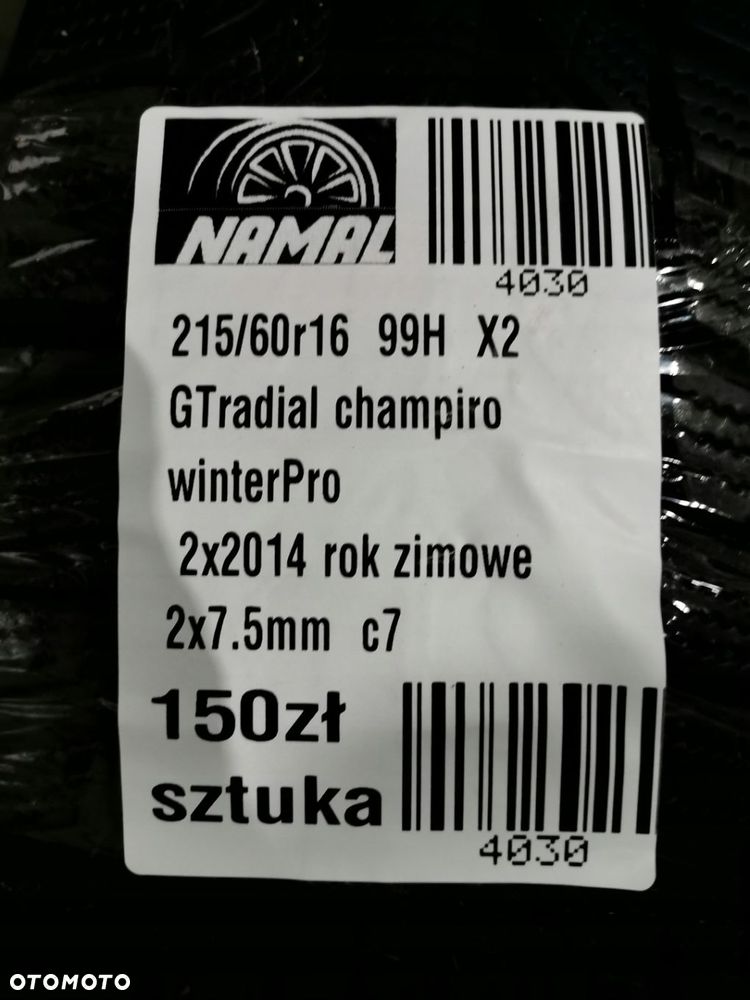 NAMAL
4030
215/60r16 99H X2
GTradial champiro
winterPro
2x2014 rok zimowe
2x7.5mm c7
150zł
sztuka
4030
OTOMOTO